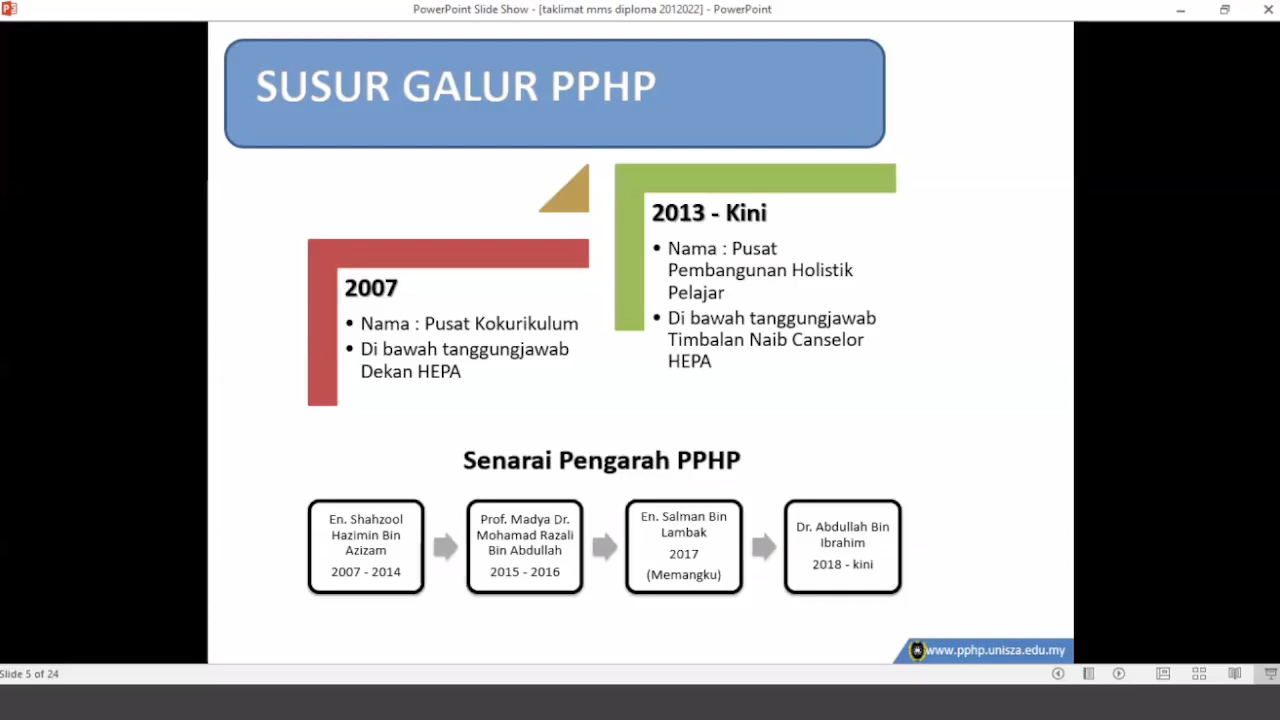 PowerPoint Slide Show - [taklimat mms diploma 2012022] - PowerPoint
SUSUR GALUR PPHP
2007
• Nama : Pusat Kokurikulum
• Di bawah tanggungjawab
Dekan HEPA
2013 - Kini
• Nama : Pusat
Pembangunan Holistik
Pelajar
• Di bawah tanggungjawab
Timbalan Naib Canselor
HEPA
Senarai Pengarah PPHP
En. Shahzool
Hazimin Bin
Azizam
2007 - 2014
Prof. Madya Dr.
Mohamad Razali
Bin Abdullah
2015 - 2016
En. Salman Bin
Lambak
2017
(Memangku)
Dr. Abdullah Bin
Ibrahim
2018 - kini
www.pphp.unisza.edu.my
Slide 5 of 24